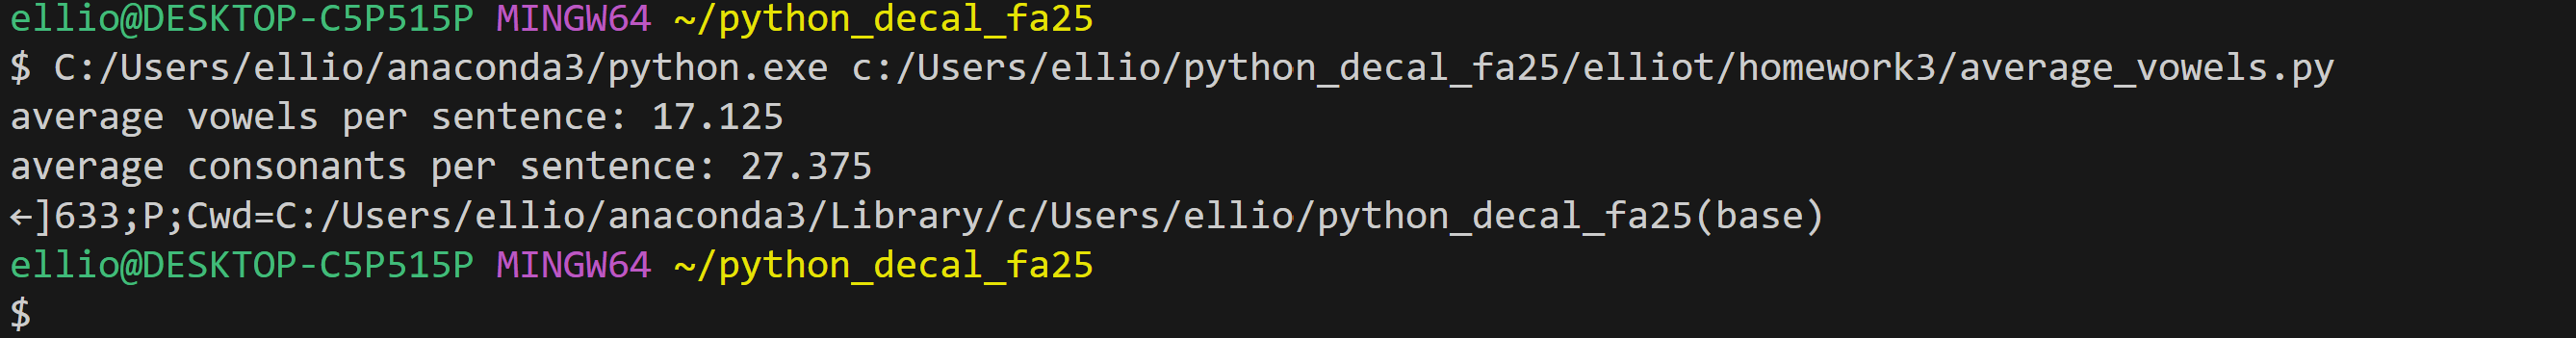 ellio@DESKTOP-C5P515P MINGW64 ~/python_decal_fa25
$ C:/Users/ellio/anaconda3/python.exe c:/Users/ellio/python_decal_fa25/elliot/homework3/average_vowels.py
average vowels per sentence: 17.125
average consonants per sentence: 27.375
←]633;P;Cwd=C:/Users/ellio/anaconda3/Library/c/Users/ellio/python_decal_fa25(base)
ellio@DESKTOP-C5P515P MINGW64 ~/python_decal_fa25
$